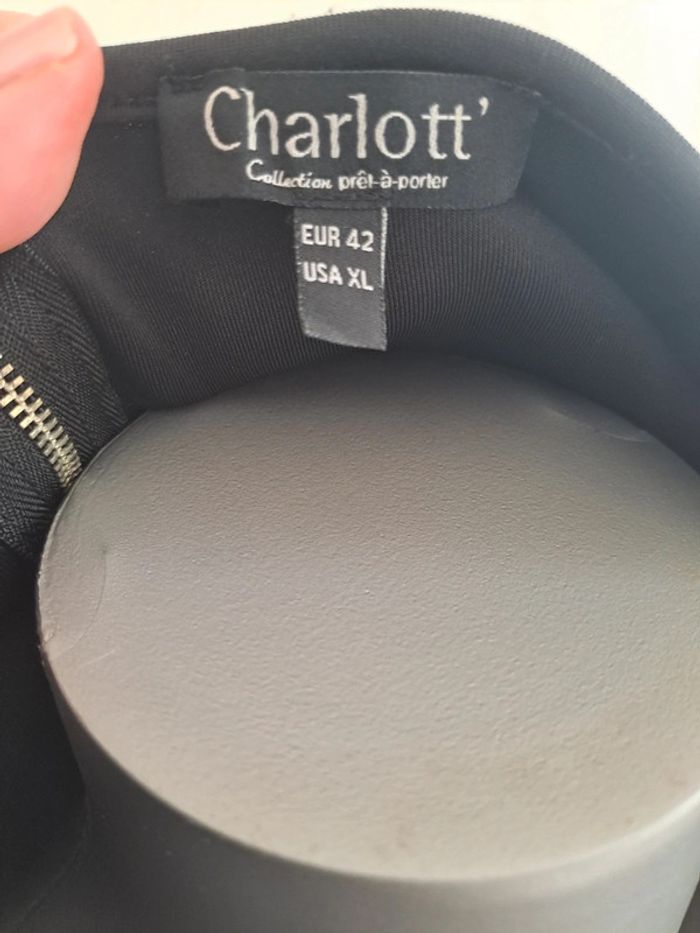 Charlott’
Collection prêt-à-porter
EUR 42
USA XL